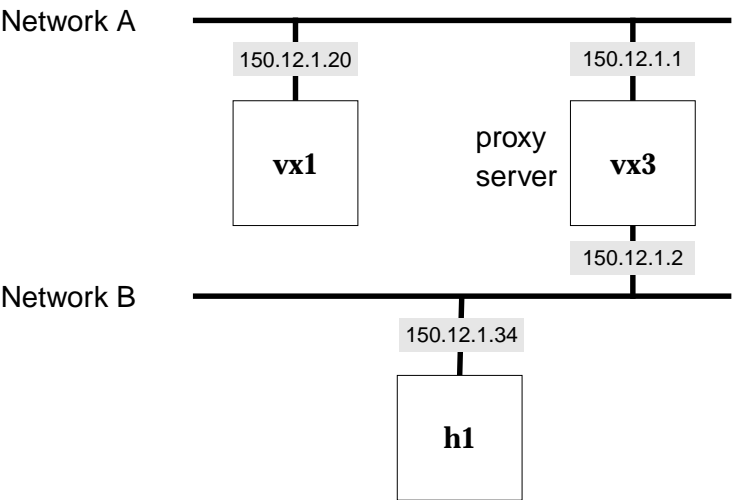 Network A
150.12.1.20
150.12.1.1
vx1
proxy
server
vx3
150.12.1.2
Network B
150.12.1.34
h1